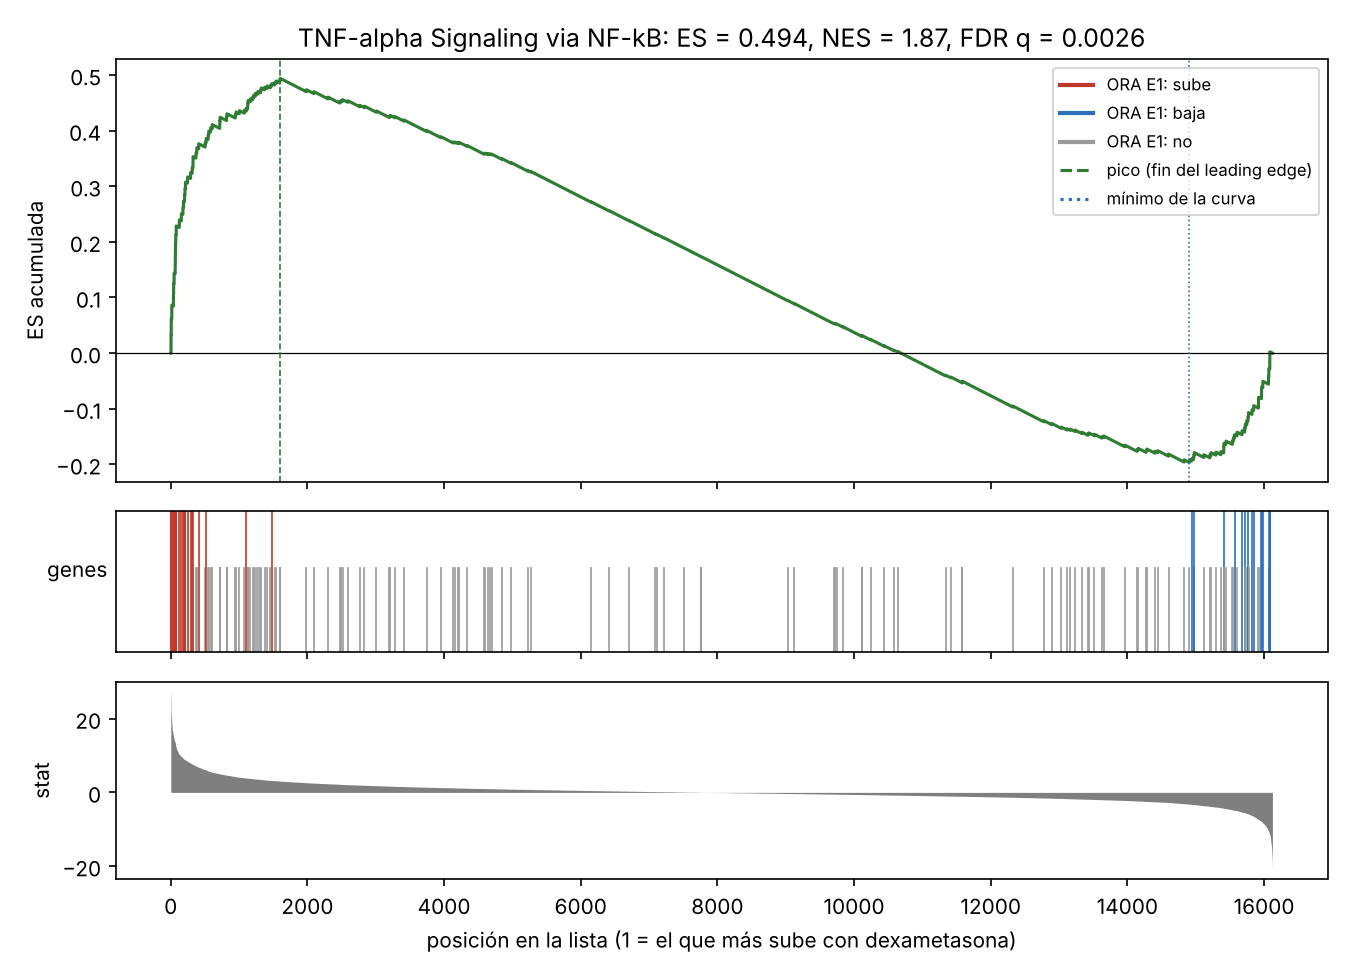 TNF-alpha Signaling via NF-kB: ES = 0.494, NES = 1.87, FDR q = 0.0026
ES acumulada
0.5
0.4
0.3
0.2
0.1
0.0
−0.1
−0.2
ORA E1: sube
ORA E1: baja
ORA E1: no
pico (fin del leading edge)
mínimo de la curva
genes
stat
20
0
−20
0 2000 4000 6000 8000 10000 12000 14000 16000
posición en la lista (1 = el que más sube con dexametasona)